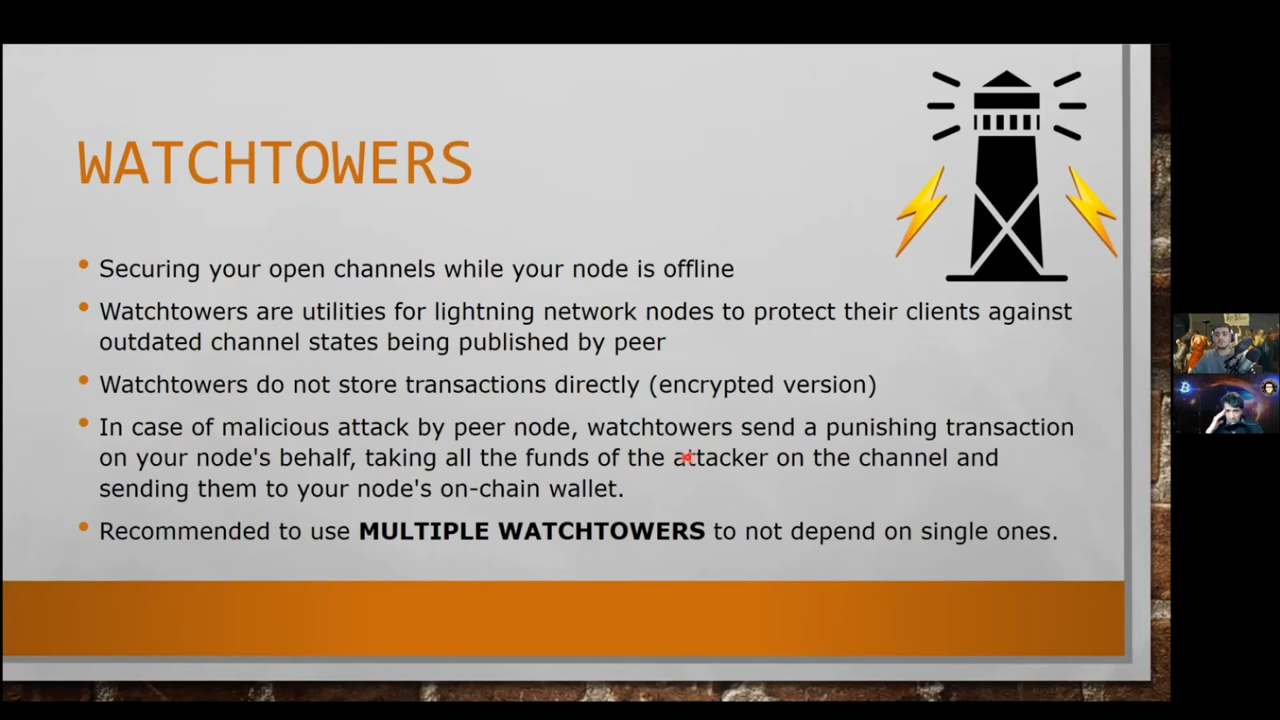 WATCHTOWERS
• Securing your open channels while your node is offline
• Watchtowers are utilities for lightning network nodes to protect their clients against
outdated channel states being published by peer
• Watchtowers do not store transactions directly (encrypted version)
• In case of malicious attack by peer node, watchtowers send a punishing transaction
on your node's behalf, taking all the funds of the attacker on the channel and
sending them to your node's on-chain wallet.
• Recommended to use MULTIPLE WATCHTOWERS to not depend on single ones.